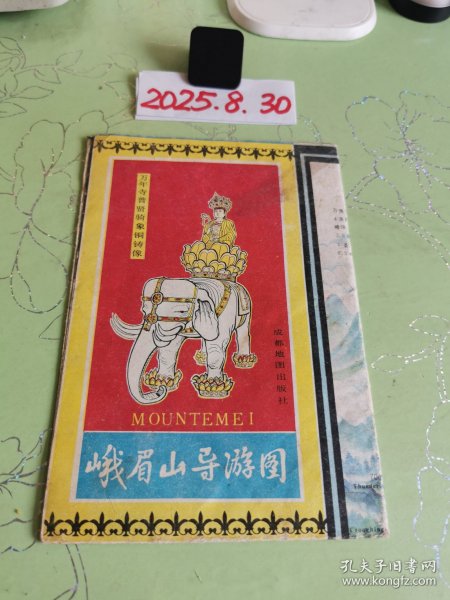 2025.8.30
万年寺普贤骑象铜铸像
成都地图出版社
MOUNTEMEI
峨眉山导游图
孔夫子旧书网
www.kongfz.com